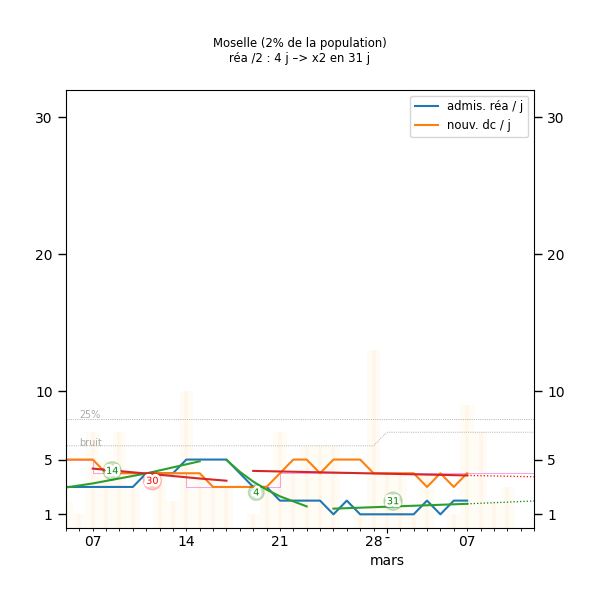 Moselle (2% de la population)
réa /2 : 4 j –> x2 en 31 j
admis. réa / j
nouv. dc / j
30 30
20 20
10 10
25%
bruit
5 5
14
30
4
31
1 1
07 14 21 28 07
mars